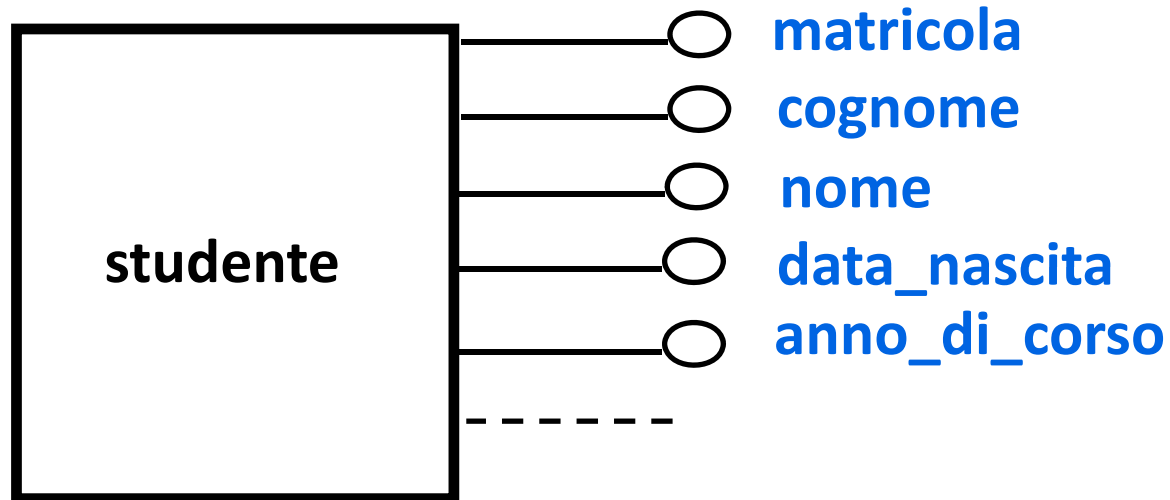 matricola
cognome
nome
studente
data_nascita
anno_di_corso